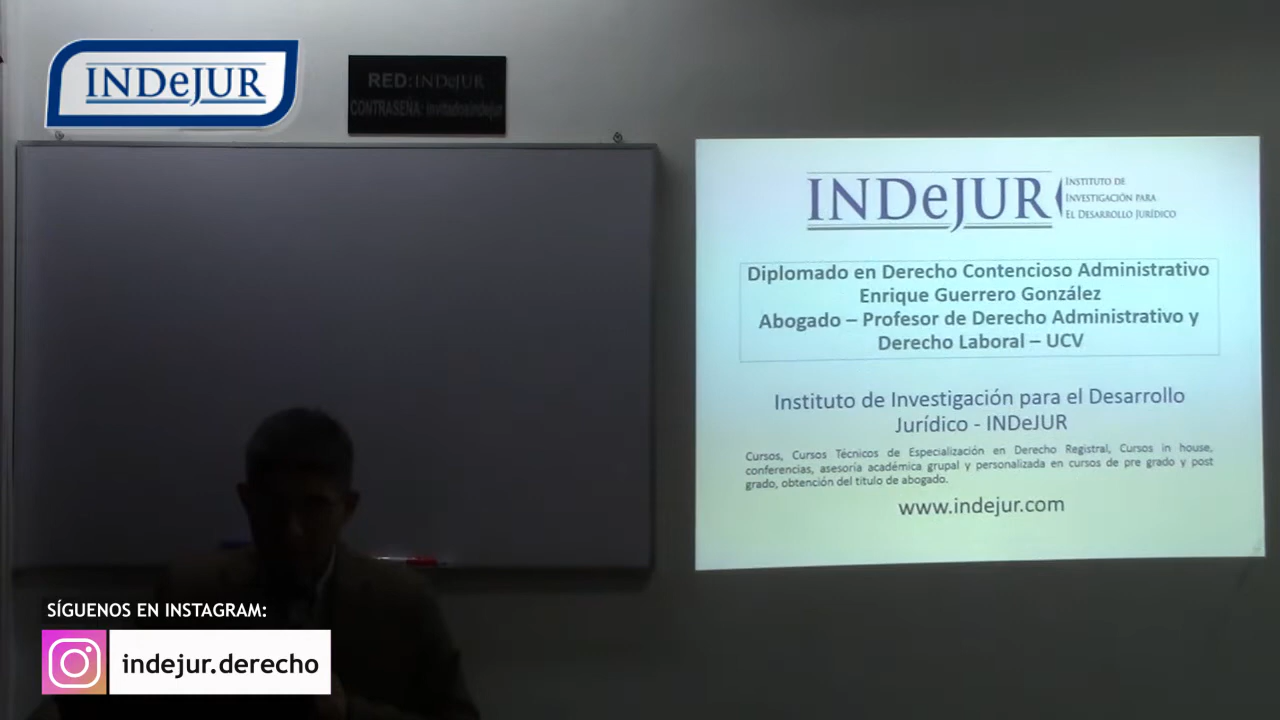 INDeJUR
RED: INDeJUR
CONTRASEÑA: invitadosindejur
INDeJUR
INSTITUTO DE
INVESTIGACIÓN PARA
EL DESARROLLO JURÍDICO
Diplomado en Derecho Contencioso Administrativo
Enrique Guerrero González
Abogado – Profesor de Derecho Administrativo y
Derecho Laboral – UCV
Instituto de Investigación para el Desarrollo
Jurídico - INDeJUR
Cursos, Cursos Técnicos de Especialización en Derecho Registral, Cursos in house,
conferencias, asesoría académica grupal y personalizada en cursos de pre grado y post
grado, obtención del titulo de abogado.
www.indejur.com
SÍGUENOS EN INSTAGRAM:
indejur.derecho